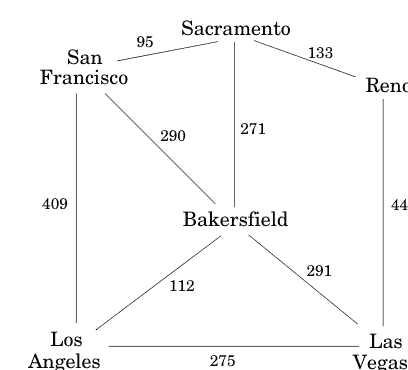 Sacramento
95
133
San
Francisco
Reno
271
290
409
44
Bakersfield
291
112
Los
Angeles
Las
Vegas
275